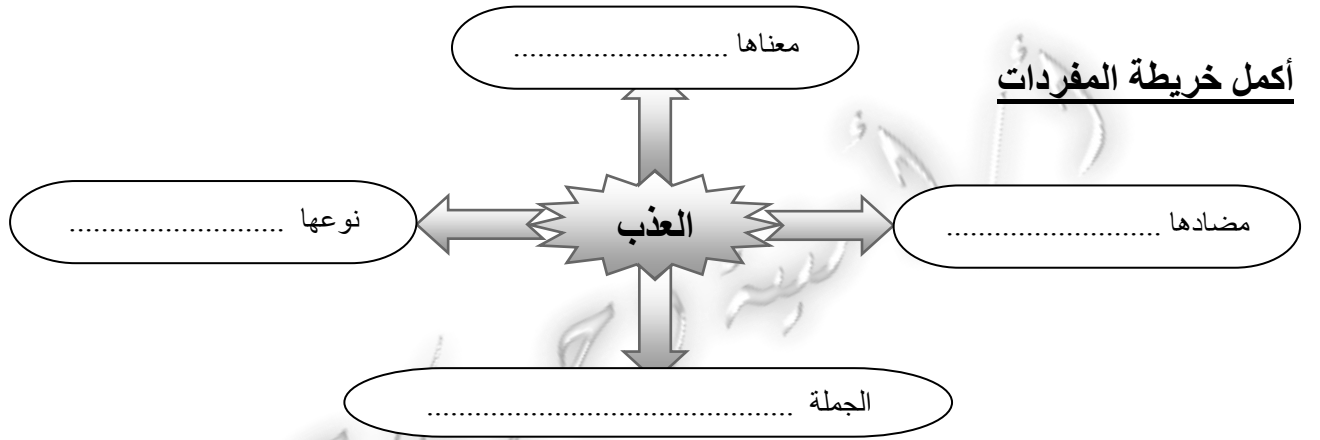 معناها ...........................
أكمل خريطة المفردات
مضادها ...........................
العذب
نوعها ...........................
الجملة ..............................................